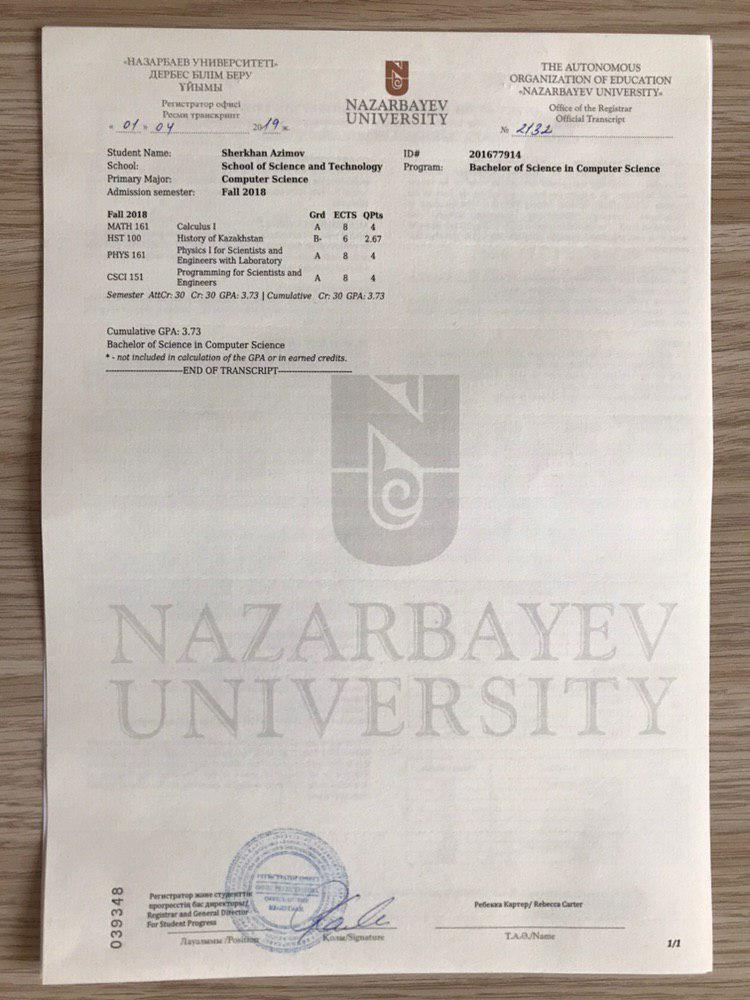 «НАЗАРБАЕВ УНИВЕРСИТЕТІ»
ДЕРБЕС БІЛІМ БЕРУ
ҰЙЫМЫ
Регистратор офисі
Ресми транскрипт
« 01 » 04 2019 ж.
NAZARBAYEV
UNIVERSITY
THE AUTONOMOUS
ORGANIZATION OF EDUCATION
«NAZARBAYEV UNIVERSITY»
Office of the Registrar
Official Transcript
№ 2132
Student Name: Sherkhan Azimov ID# 201677914
School: School of Science and Technology Program: Bachelor of Science in Computer Science
Primary Major: Computer Science
Admission semester: Fall 2018
Fall 2018 Grd ECTS QPts
MATH 161 Calculus I A 8 4
HST 100 History of Kazakhstan B- 6 2.67
PHYS 161 Physics I for Scientists and Engineers with Laboratory A 8 4
CSCI 151 Programming for Scientists and Engineers A 8 4
Semester AttCr: 30 Cr: 30 GPA: 3.73 | Cumulative Cr: 30 GPA: 3.73
Cumulative GPA: 3.73
Bachelor of Science in Computer Science
* - not included in calculation of the GPA or in earned credits.
END OF TRANSCRIPT
NAZARBAYEV
UNIVERSITY
039348
Регистратор және студенттік
прогрестің бас директоры/
Registrar and General Director
For Student Progress
Лауазымы /Position
Қолы/Signature
Ребекка Картер/ Rebecca Carter
Т.А.Ә./Name
1/1